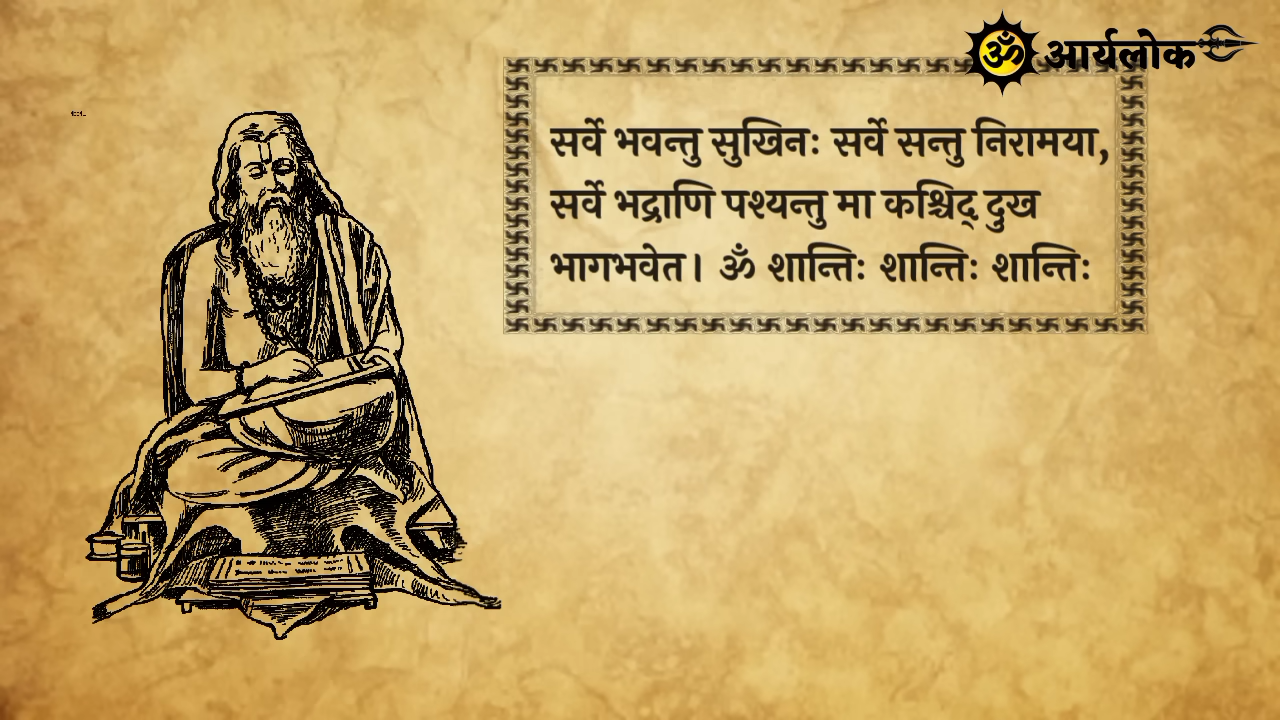 ॐ आर्यलोक
सर्वे भवन्तु सुखिनः सर्वे सन्तु निरामया,
सर्वे भद्राणि पश्यन्तु मा कश्चिद् दुख
भागभवेत। ॐ शान्तिः शान्तिः शान्तिः